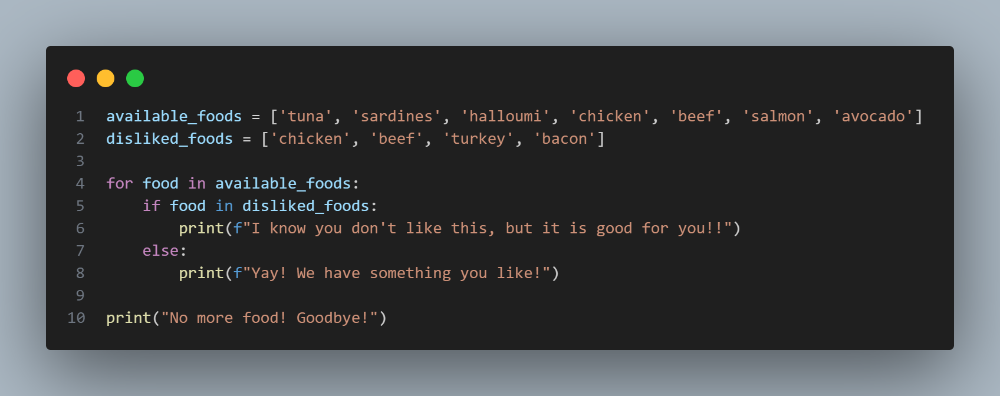 1 available_foods = ['tuna', 'sardines', 'halloumi', 'chicken', 'beef', 'salmon', 'avocado']
2 disliked_foods = ['chicken', 'beef', 'turkey', 'bacon']
3
4 for food in available_foods:
5     if food in disliked_foods:
6         print(f"I know you don't like this, but it is good for you!!")
7     else:
8         print(f"Yay! We have something you like!")
9
10 print("No more food! Goodbye!")